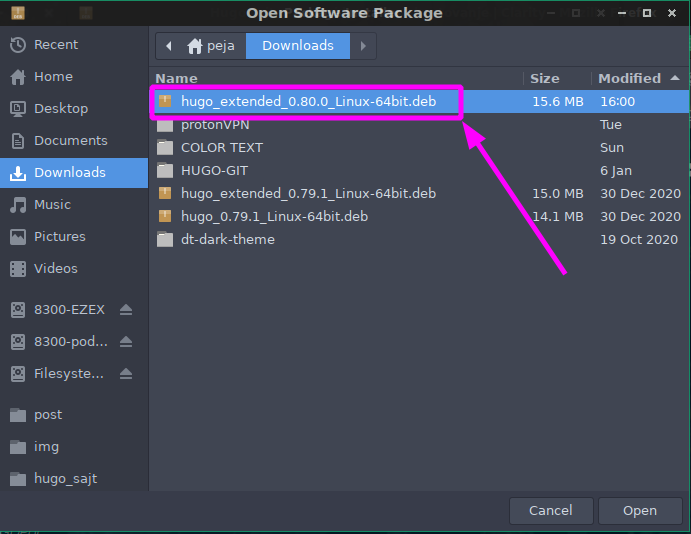 Open Software Package
Recent
Home
Desktop
Documents
Downloads
Music
Pictures
Videos
8300-EZEX
8300-pod...
Filesyste...
post
img
hugo_sajt
peja Downloads
Name Size Modified
hugo_extended_0.80.0_Linux-64bit.deb 15.6 MB 16:00
protonVPN Tue
COLOR TEXT Sun
HUGO-GIT 6 Jan
hugo_extended_0.79.1_Linux-64bit.deb 15.0 MB 30 Dec 2020
hugo_0.79.1_Linux-64bit.deb 14.1 MB 30 Dec 2020
dt-dark-theme 19 Oct 2020
Cancel Open